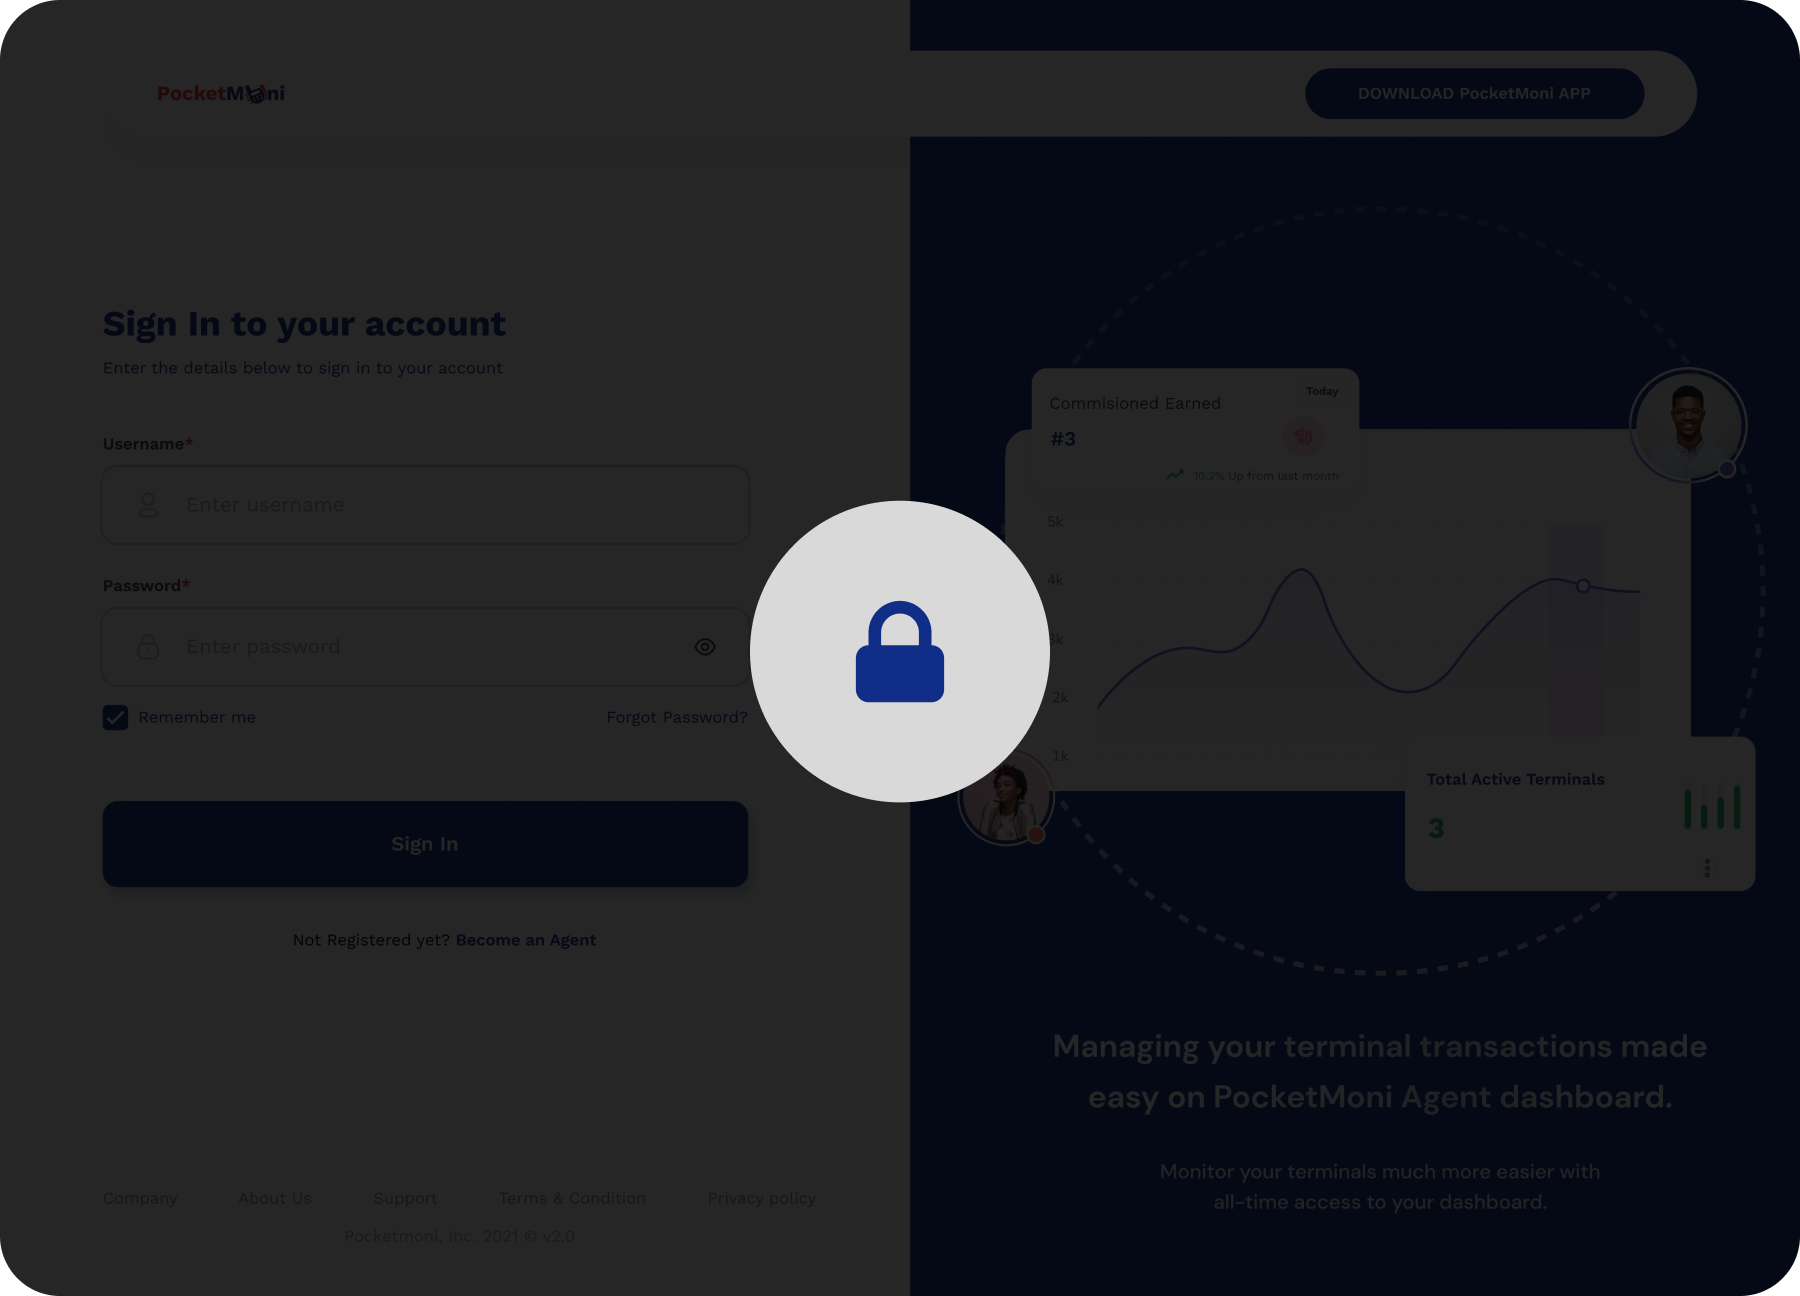 PocketMoni
DOWNLOAD PocketMoni APP
Sign In to your account
Enter the details below to sign in to your account
Username*
Enter username
Password*
Enter password
Remember me
Forgot Password?
Sign In
Not Registered yet? Become an Agent
Company
About Us
Support
Terms & Condition
Privacy policy
Pocketmoni, Inc. 2021 © v2.0
Today
Commisioned Earned
#3
10.2% Up from last month
5k
4k
3k
2k
1k
Total Active Terminals
3
Managing your terminal transactions made
easy on PocketMoni Agent dashboard.
Monitor your terminals much more easier with
all-time access to your dashboard.